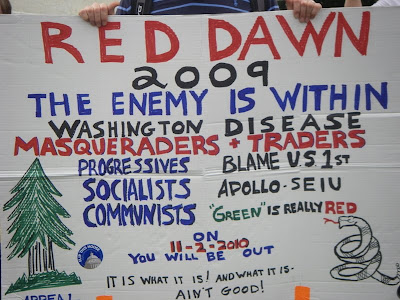 RED DAWN
2009
THE ENEMY IS WITHIN
WASHINGTON DISEASE
MASQUERADERS + TRADERS
PROGRESSIVES BLAME US 1st
SOCIALISTS APOLLO-SEIU
COMMUNISTS "GREEN" IS REALLY RED
ON
11-2-2010
YOU WILL BE OUT
IT IS WHAT IT IS! AND WHAT IT IS-
AIN'T GOOD!